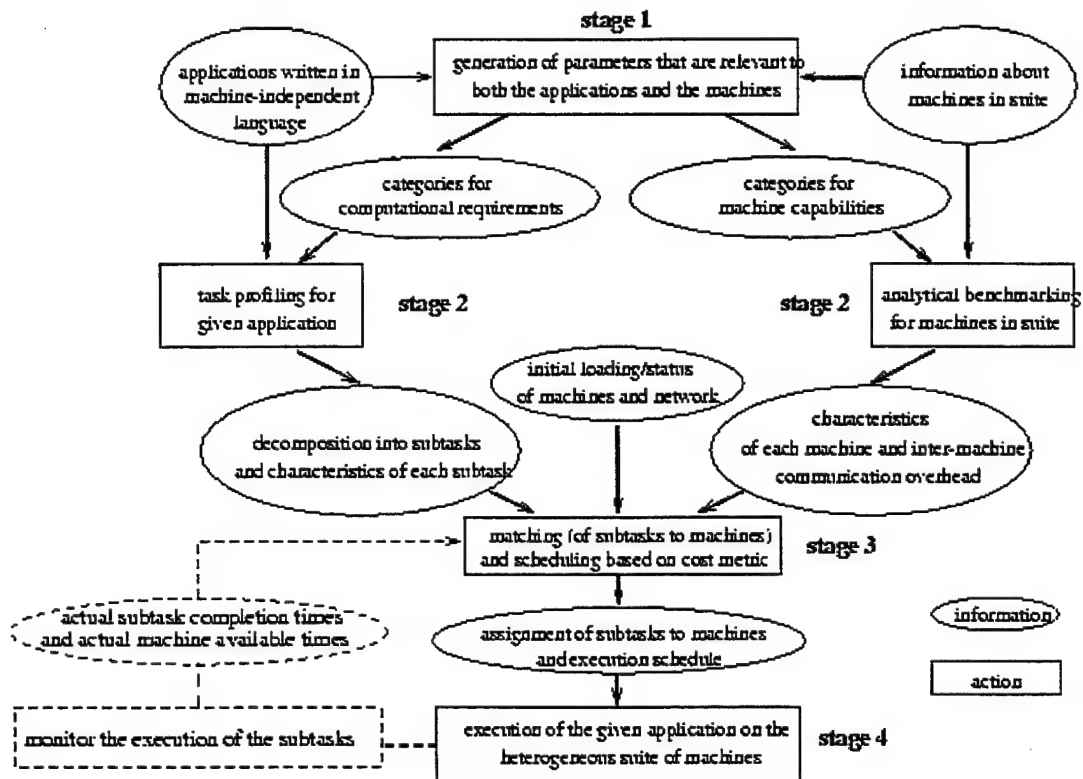 stage 1
applications written in
machine-independent
language
generation of parameters that are relevant to
both the applications and the machines
information about
machines in suite
categories for
computational requirements
categories for
machine capabilities
task profiling for
given application
stage 2
stage 2
analytical benchmarking
for machines in suite
initial loading/status
of machines and network
decomposition into subtasks
and characteristics of each subtask
characteristics
of each machine and inter-machine
communication overhead
matching (of subtasks to machines)
and scheduling based on cost metric
stage 3
actual subtask completion times
and actual machine available times
assignment of subtasks to machines
and execution schedule
information
action
monitor the execution of the subtasks
execution of the given application on the
heterogeneous suite of machines
stage 4